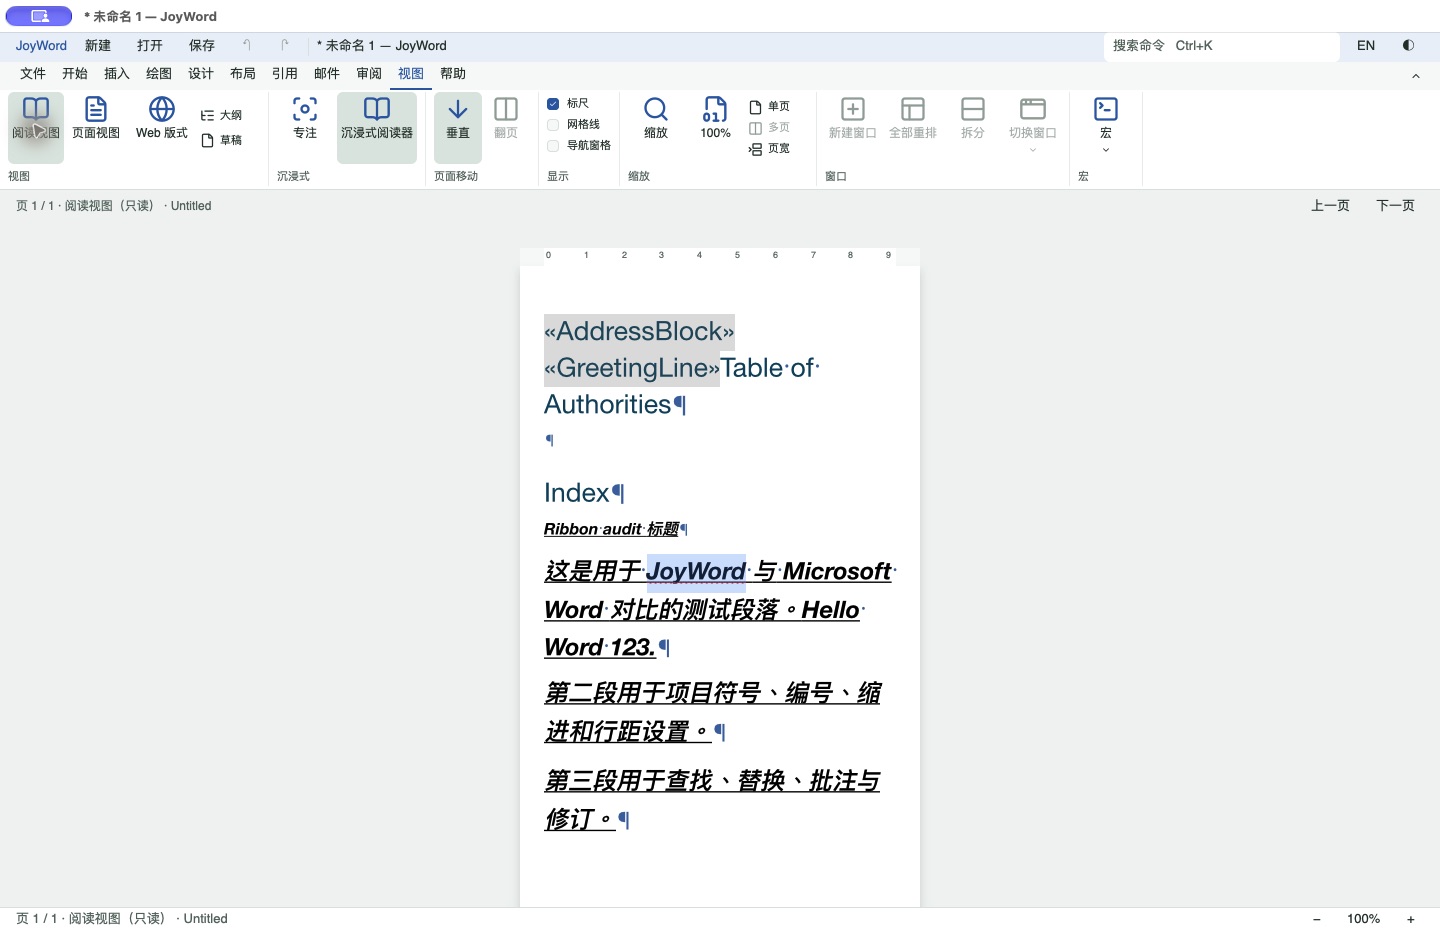 * 未命名 1 — JoyWord
JoyWord 新建 打开 保存 * 未命名 1 — JoyWord 搜索命令 Ctrl+K EN
文件 开始 插入 绘图 设计 布局 引用 邮件 审阅 视图 帮助
阅读视图 页面视图 Web 版式 大纲 草稿
视图
专注 沉浸式阅读器
沉浸式
垂直 翻页
页面移动
标尺
网格线
导航窗格
显示
缩放 100% 单页 多页 页宽
缩放
新建窗口 全部重排 拆分 切换窗口
窗口
宏
宏
页 1 / 1 · 阅读视图（只读） · Untitled 上一页 下一页
0 1 2 3 4 5 6 7 8 9
«AddressBlock»
«GreetingLine»Table·of·
Authorities¶
¶
Index¶
Ribbon·audit·标题¶
这是用于·JoyWord·与·Microsoft·
Word·对比的测试段落。Hello·
Word·123.¶
第二段用于项目符号、编号、缩
进和行距设置。¶
第三段用于查找、替换、批注与
修订。¶
页 1 / 1 · 阅读视图（只读） · Untitled − 100% +